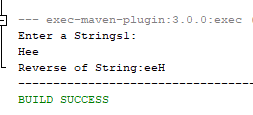 --- exec-maven-plugin:3.0.0:exec (
Enter a Strings1:
Hee
Reverse of String:eeH
------------------------------------
BUILD SUCCESS